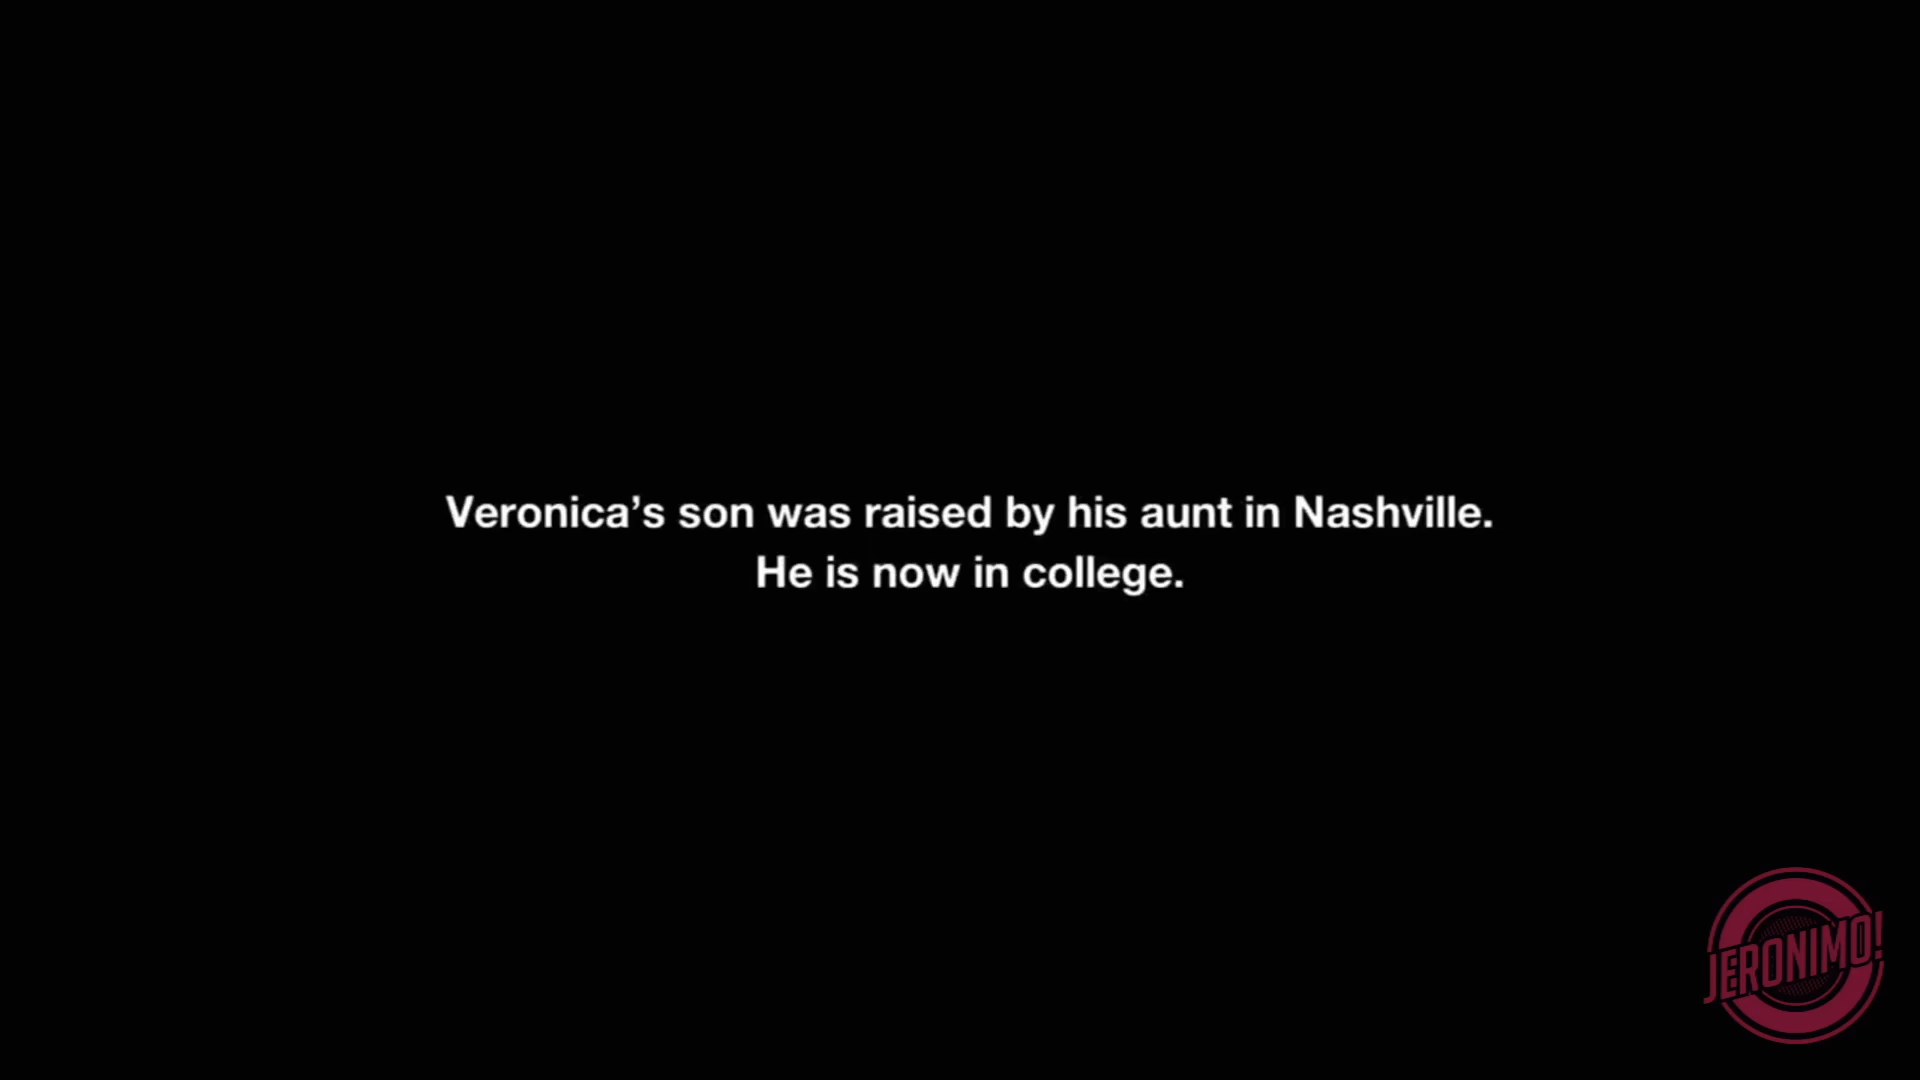 Veronica’s son was raised by his aunt in Nashville.
He is now in college.
JERONIMO!